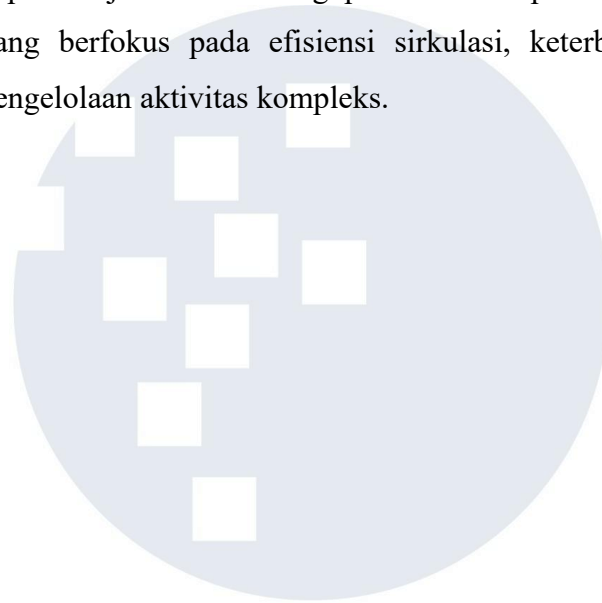 ang berfokus pada efisiensi sirkulasi, keterb
engelolaan aktivitas kompleks.